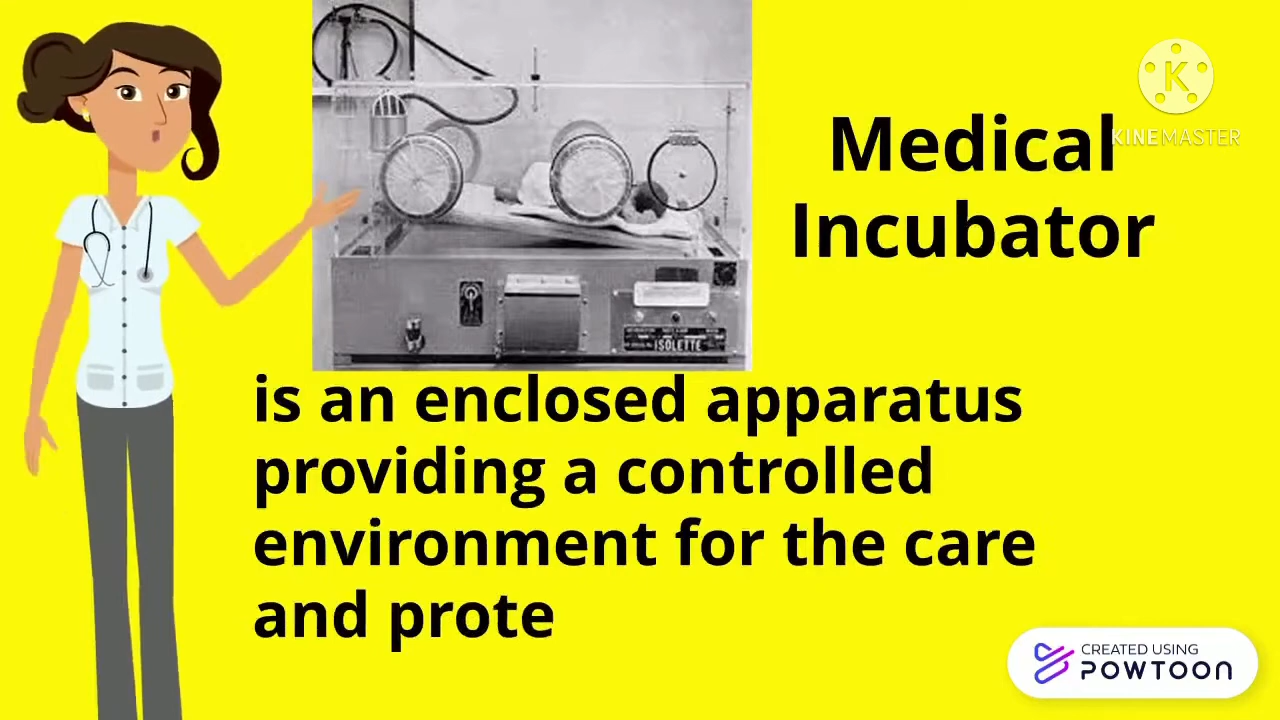 Medical
Incubator
KINEMASTER
ISOLETTE
is an enclosed apparatus
providing a controlled
environment for the care
and prote
CREATED USING
POWTOON